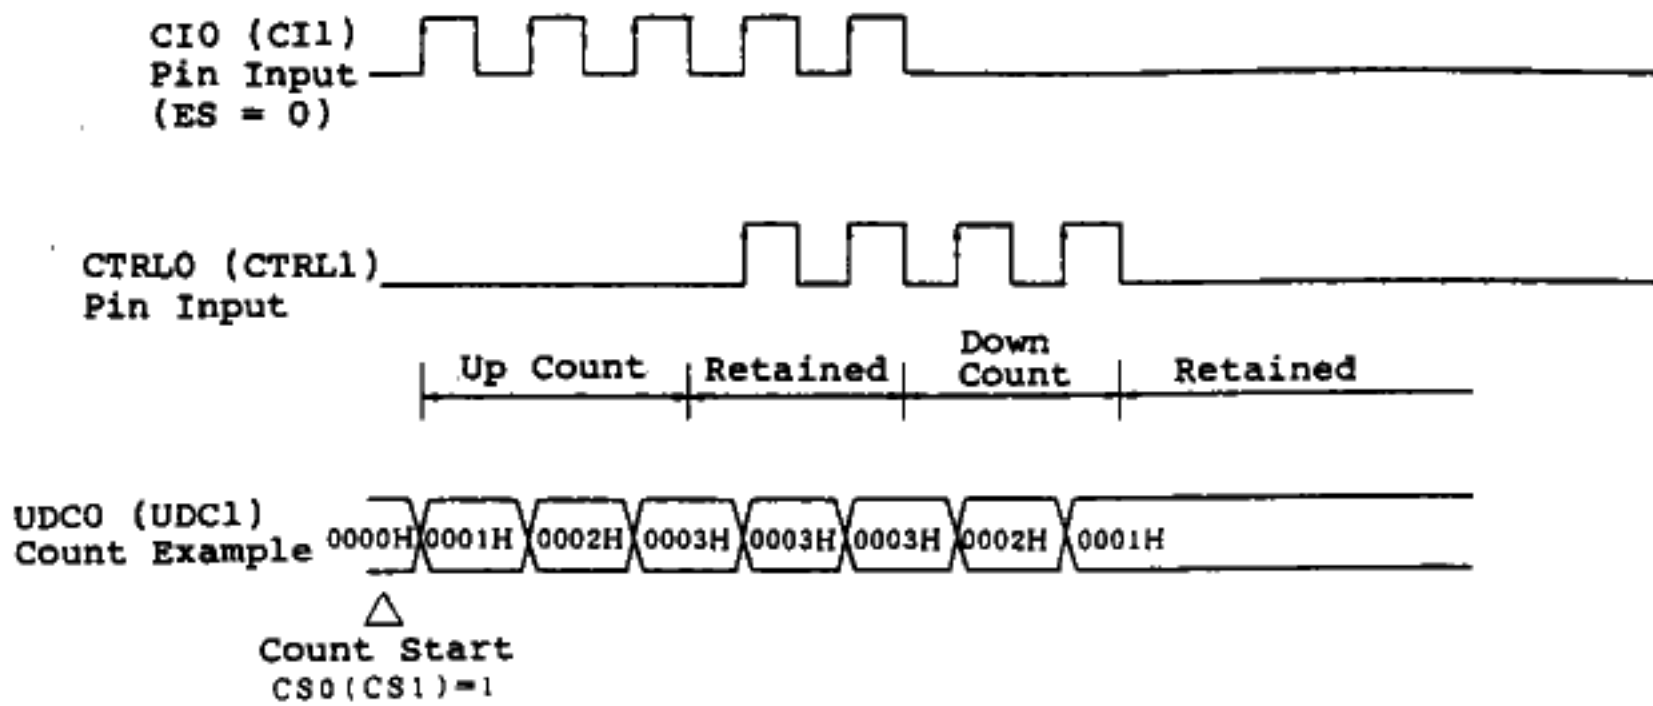 CI0 (CI1)
Pin Input
(ES = 0)
CTRL0 (CTRL1)
Pin Input
Up Count
Retained
Down
Count
Retained
UDC0 (UDC1)
Count Example
0000H 0001H 0002H 0003H 0003H 0003H 0002H 0001H
Count Start
CS0(CS1)=1